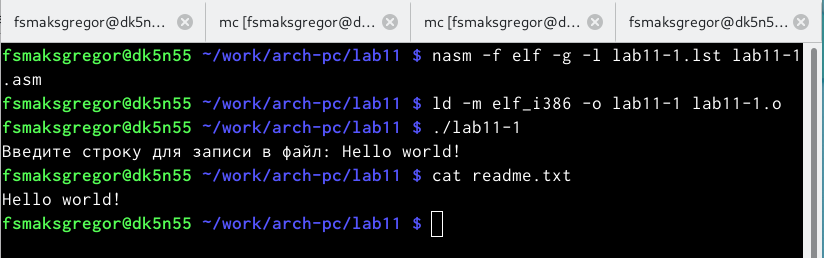 fsmaksgregor@dk5n...
mc [fsmaksgregor@d...
mc [fsmaksgregor@d...
fsmaksgregor@dk5n5...
fsmaksgregor@dk5n55 ~/work/arch-pc/lab11 $ nasm -f elf -g -l lab11-1.lst lab11-1
.asm
fsmaksgregor@dk5n55 ~/work/arch-pc/lab11 $ ld -m elf_i386 -o lab11-1 lab11-1.o
fsmaksgregor@dk5n55 ~/work/arch-pc/lab11 $ ./lab11-1
Введите строку для записи в файл: Hello world!
fsmaksgregor@dk5n55 ~/work/arch-pc/lab11 $ cat readme.txt
Hello world!
fsmaksgregor@dk5n55 ~/work/arch-pc/lab11 $